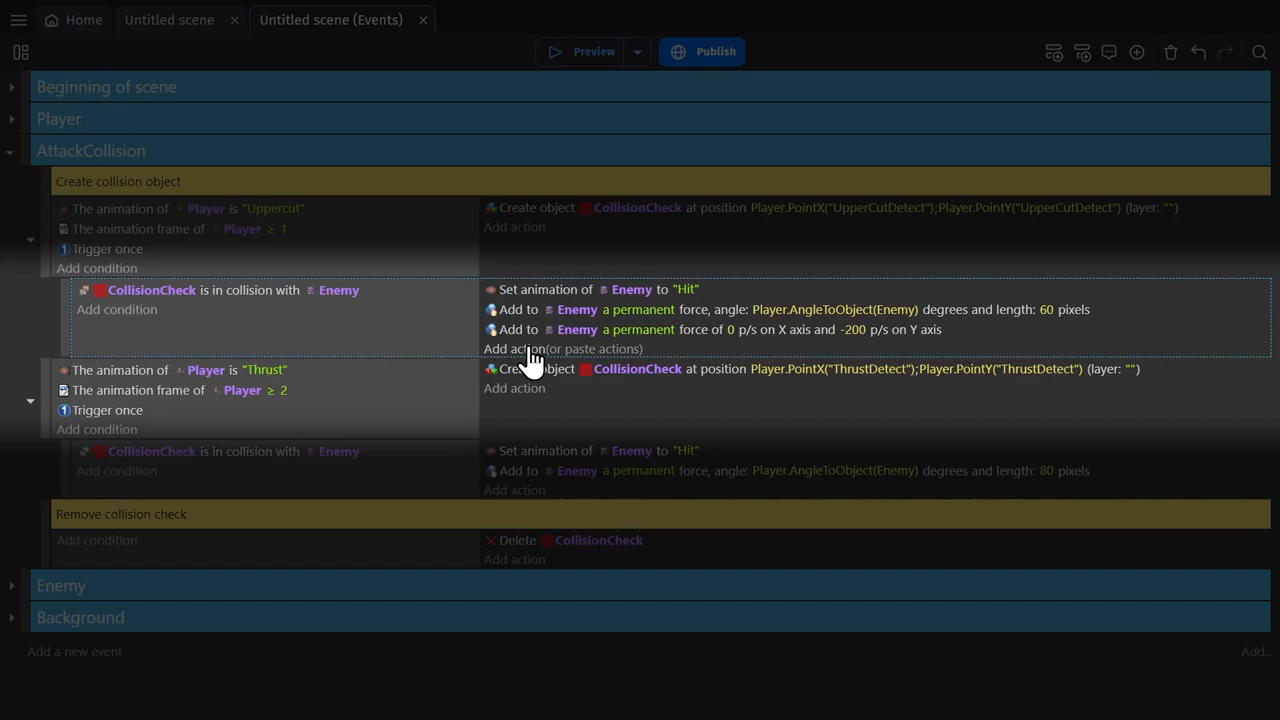 Home
Untitled scene
Untitled scene (Events)
Preview
Publish
Beginning of scene
Player
AttackCollision
Create collision object
The animation of Player is "Uppercut"
The animation frame of Player ≥ 1
Trigger once
Add condition
Create object CollisionCheck at position Player.PointX("UpperCutDetect");Player.PointY("UpperCutDetect") (layer: "")
Add action
CollisionCheck is in collision with Enemy
Add condition
Set animation of Enemy to "Hit"
Add to Enemy a permanent force, angle: Player.AngleToObject(Enemy) degrees and length: 60 pixels
Add to Enemy a permanent force of 0 p/s on X axis and -200 p/s on Y axis
Add action(or paste actions)
The animation of Player is "Thrust"
The animation frame of Player ≥ 2
Trigger once
Add condition
object CollisionCheck at position Player.PointX("ThrustDetect");Player.PointY("ThrustDetect") (layer: "")
Add action
CollisionCheck is in collision with Enemy
Add condition
Set animation of Enemy to "Hit"
Add to Enemy a permanent force, angle: Player.AngleToObject(Enemy) degrees and length: 80 pixels
Add action
Remove collision check
Add condition
Delete CollisionCheck
Add action
Enemy
Background
Add a new event
Add...